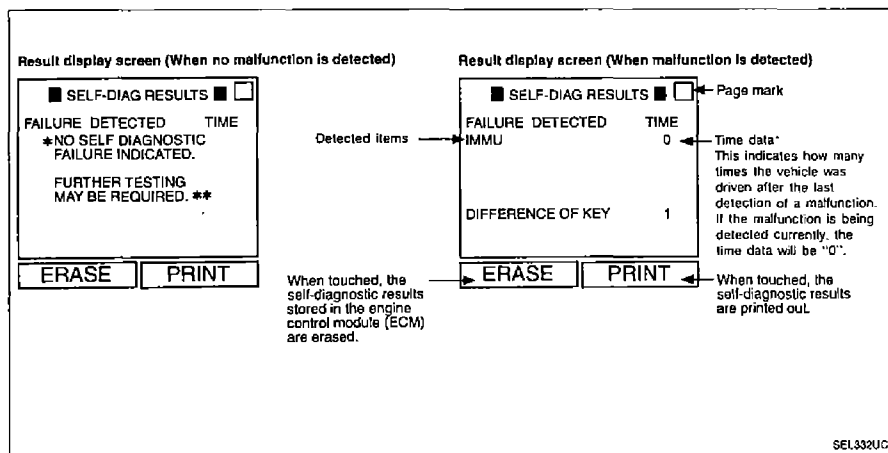 Result display screen (When no malfunction is detected)
■ SELF-DIAG RESULTS ■
FAILURE DETECTED TIME
*NO SELF DIAGNOSTIC
FAILURE INDICATED.
FURTHER TESTING
MAY BE REQUIRED. **
ERASE PRINT
Result display screen (When malfunction is detected)
■ SELF-DIAG RESULTS ■
Page mark
FAILURE DETECTED TIME
Detected items
IMMU 0
DIFFERENCE OF KEY 1
Time data*
This indicates how many
times the vehicle was
driven after the last
detection of a malfunction.
If the malfunction is being
detected currently, the
time data will be "0".
ERASE PRINT
When touched, the
self-diagnostic results
stored in the engine
control module (ECM)
are erased.
When touched, the
self-diagnostic results
are printed out.
SEL332UC